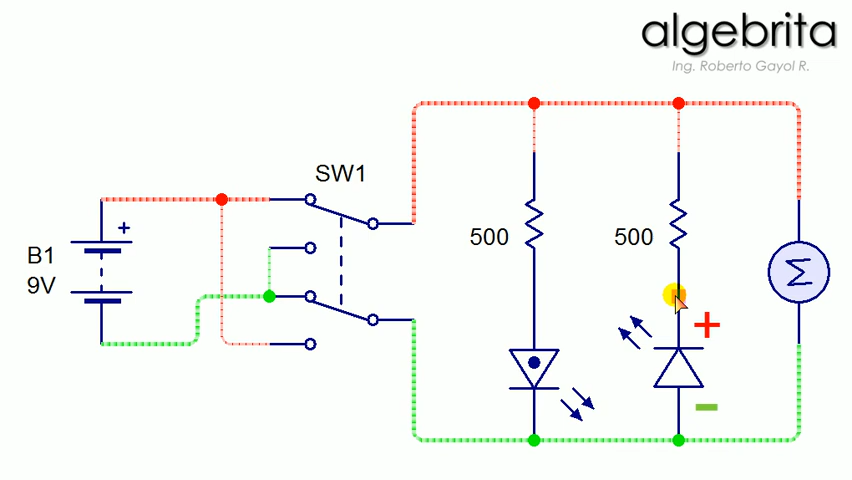 algebrita
Ing. Roberto Gayol R.
SW1
+
B1
9V
500
500
Σ
+
−